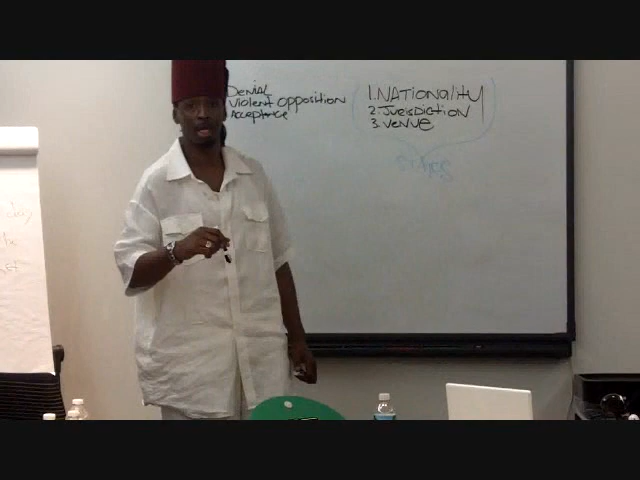 Denial
Violent opposition
Acceptance
1. NATionaliTy
2. Jurisdiction
3. Venue